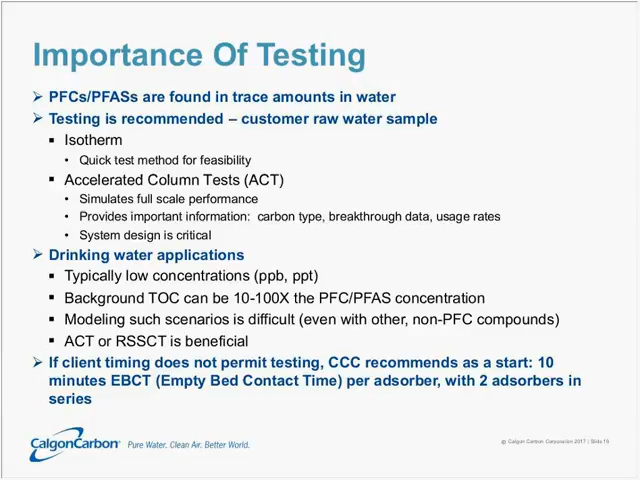 Importance Of Testing
➢ PFCs/PFASs are found in trace amounts in water
➢ Testing is recommended – customer raw water sample
▪ Isotherm
• Quick test method for feasibility
▪ Accelerated Column Tests (ACT)
• Simulates full scale performance
• Provides important information: carbon type, breakthrough data, usage rates
• System design is critical
➢ Drinking water applications
▪ Typically low concentrations (ppb, ppt)
▪ Background TOC can be 10-100X the PFC/PFAS concentration
▪ Modeling such scenarios is difficult (even with other, non-PFC compounds)
▪ ACT or RSSCT is beneficial
➢ If client timing does not permit testing, CCC recommends as a start: 10
minutes EBCT (Empty Bed Contact Time) per adsorber, with 2 adsorbers in
series
CalgonCarbon® Pure Water. Clean Air. Better World.
@ Calgon Carbon Corporation 2017 | Slide 19